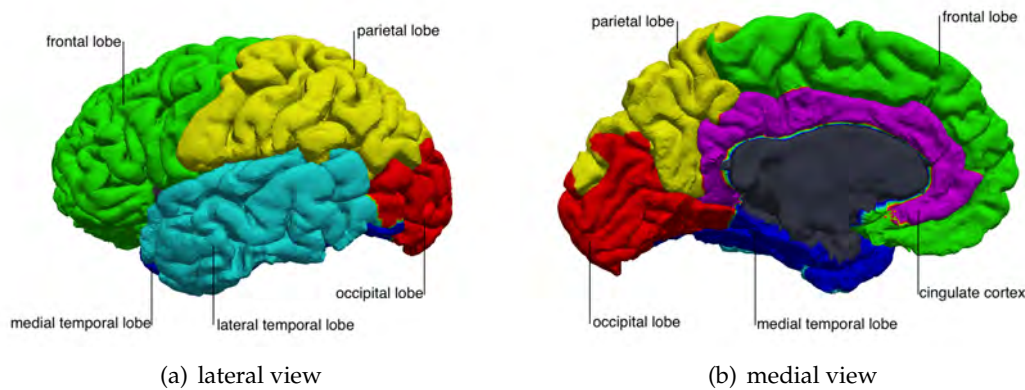 frontal lobe
parietal lobe
medial temporal lobe
lateral temporal lobe
occipital lobe
(a) lateral view
parietal lobe
frontal lobe
occipital lobe
medial temporal lobe
cingulate cortex
(b) medial view